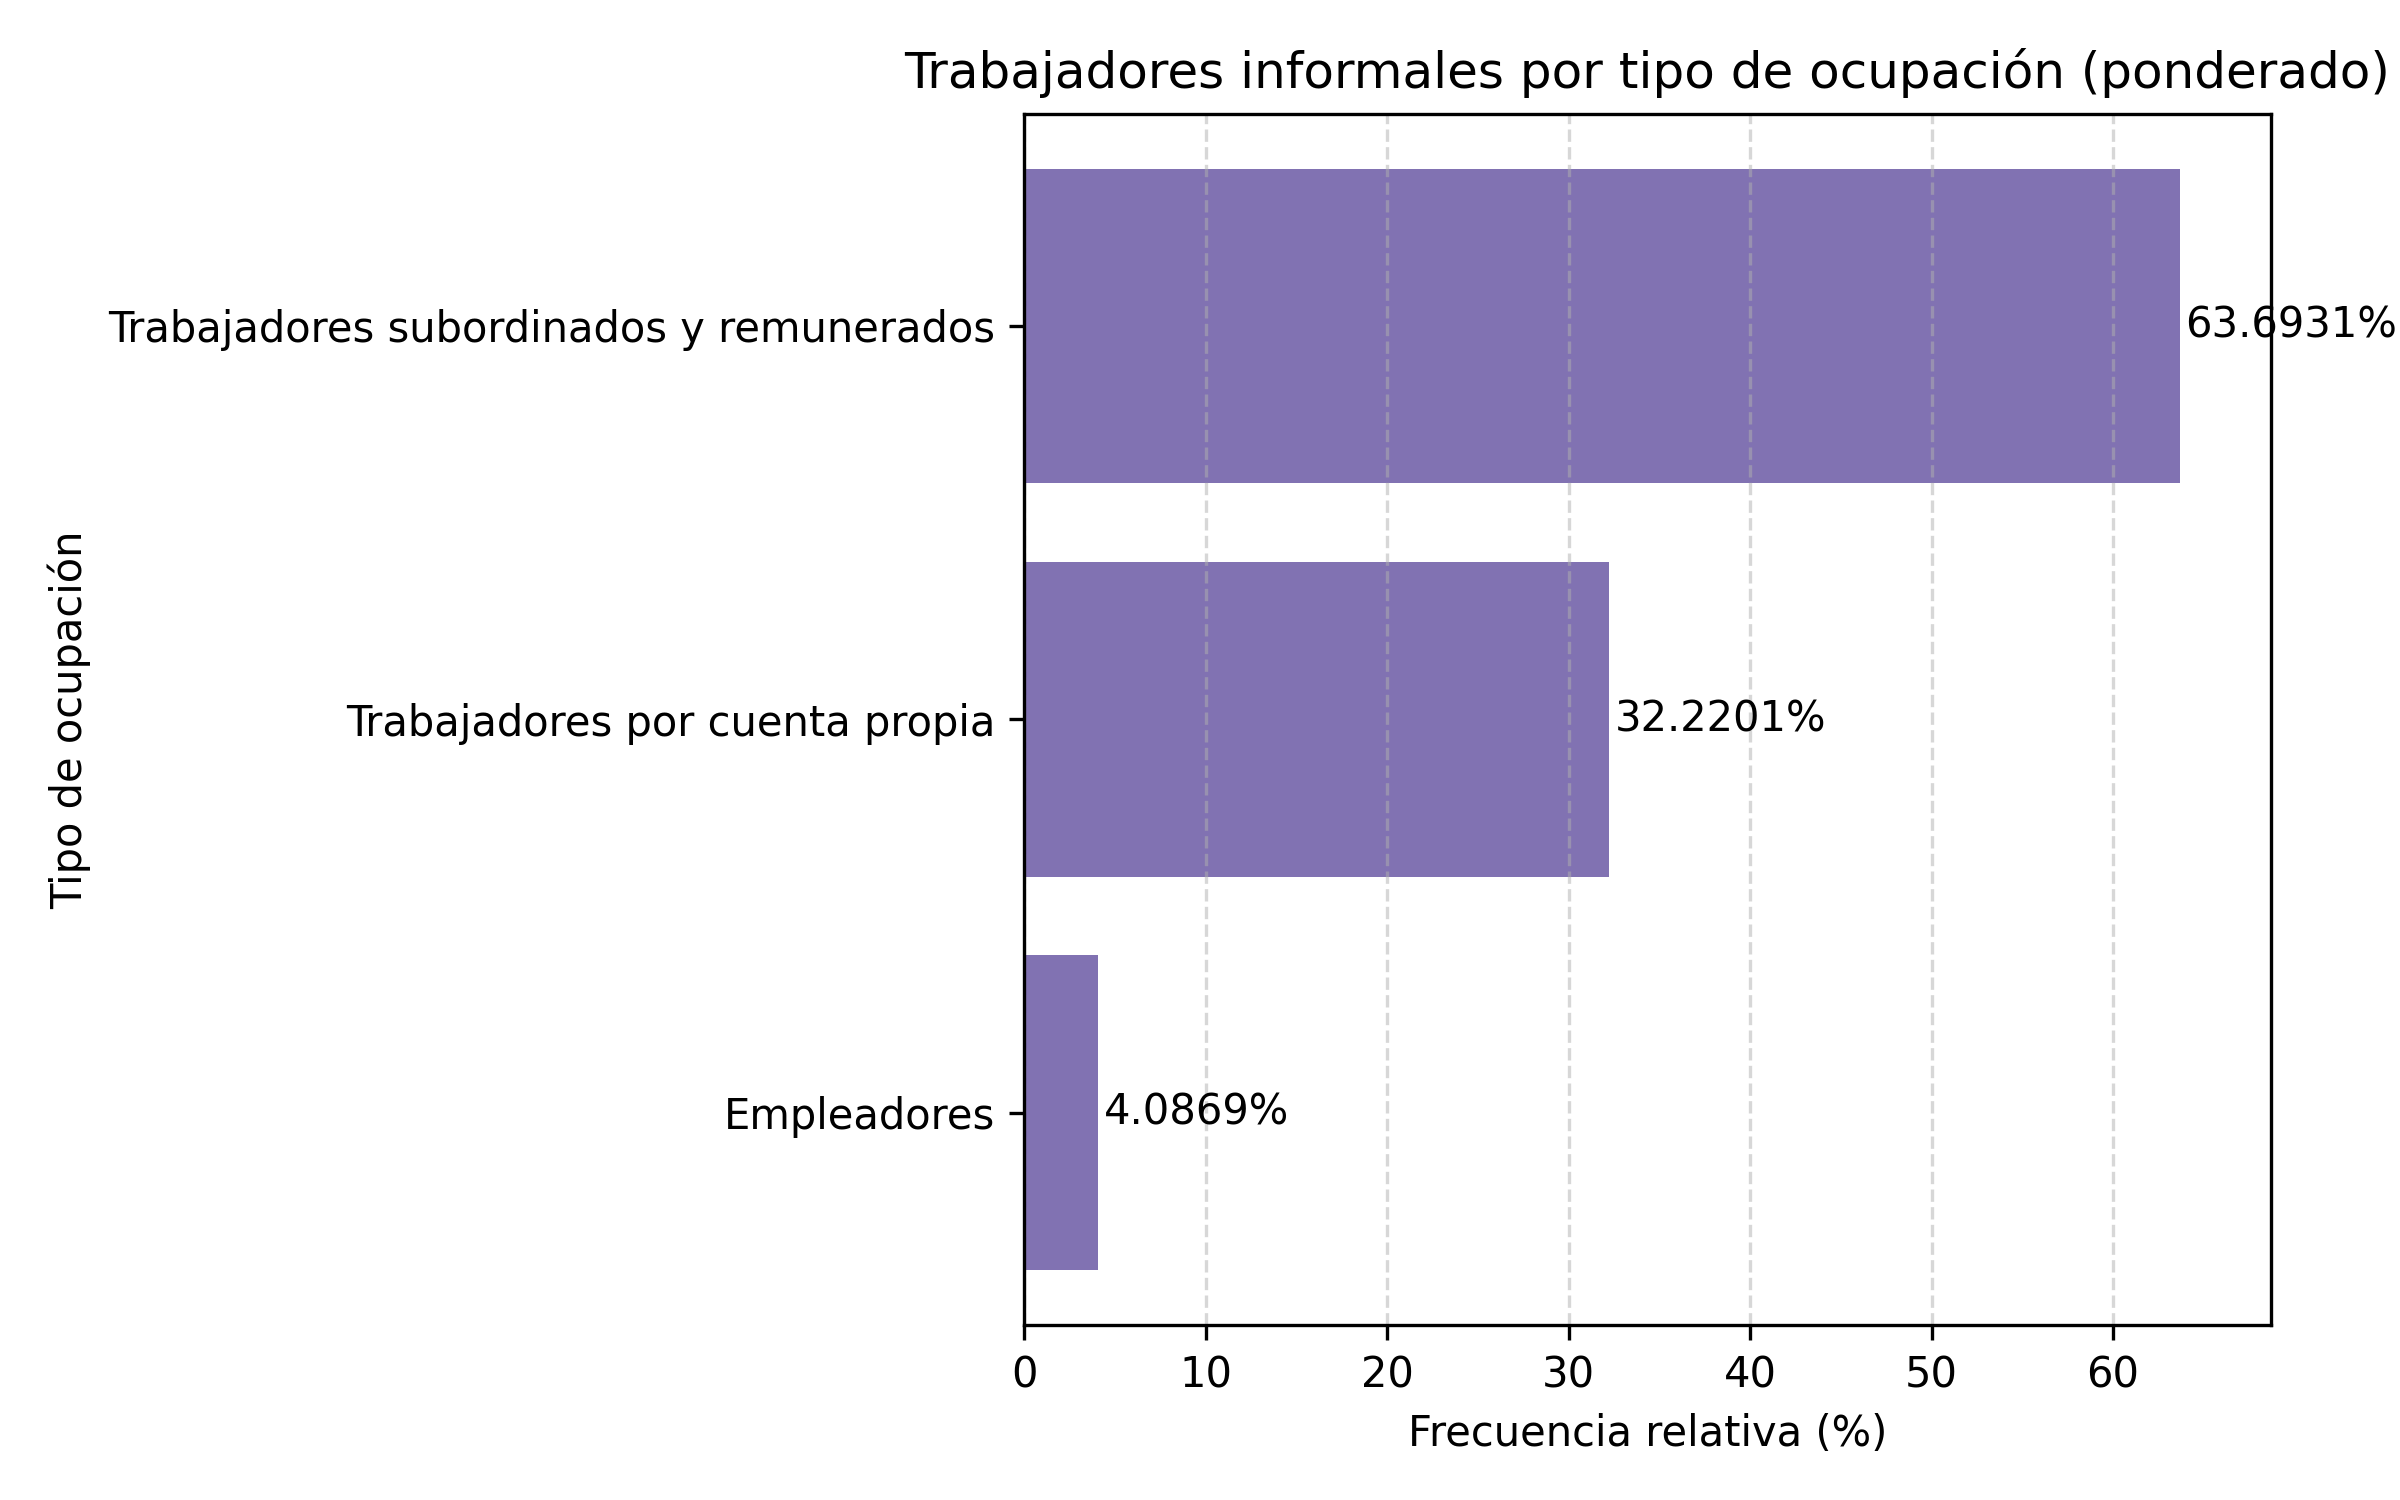 Trabajadores informales por tipo de ocupación (ponderado)
Tipo de ocupación
Trabajadores subordinados y remunerados
63.6931%
Trabajadores por cuenta propia
32.2201%
Empleadores
4.0869%
0 10 20 30 40 50 60
Frecuencia relativa (%)